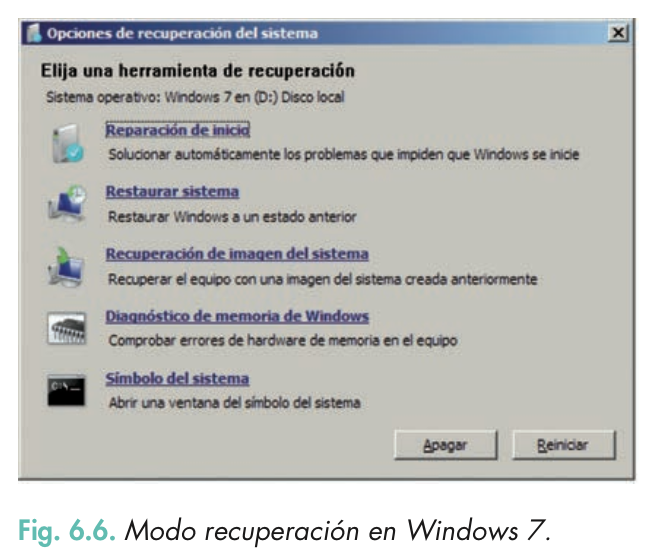 Opciones de recuperación del sistema
Elija una herramienta de recuperación
Sistema operativo: Windows 7 en (D:) Disco local
Reparación de inicio
Solucionar automáticamente los problemas que impiden que Windows se inicie
Restaurar sistema
Restaurar Windows a un estado anterior
Recuperación de imagen del sistema
Recuperar el equipo con una imagen del sistema creada anteriormente
Diagnóstico de memoria de Windows
Comprobar errores de hardware de memoria en el equipo
C:\_
Símbolo del sistema
Abrir una ventana del símbolo del sistema
Apagar Reiniciar
Fig. 6.6. Modo recuperación en Windows 7.